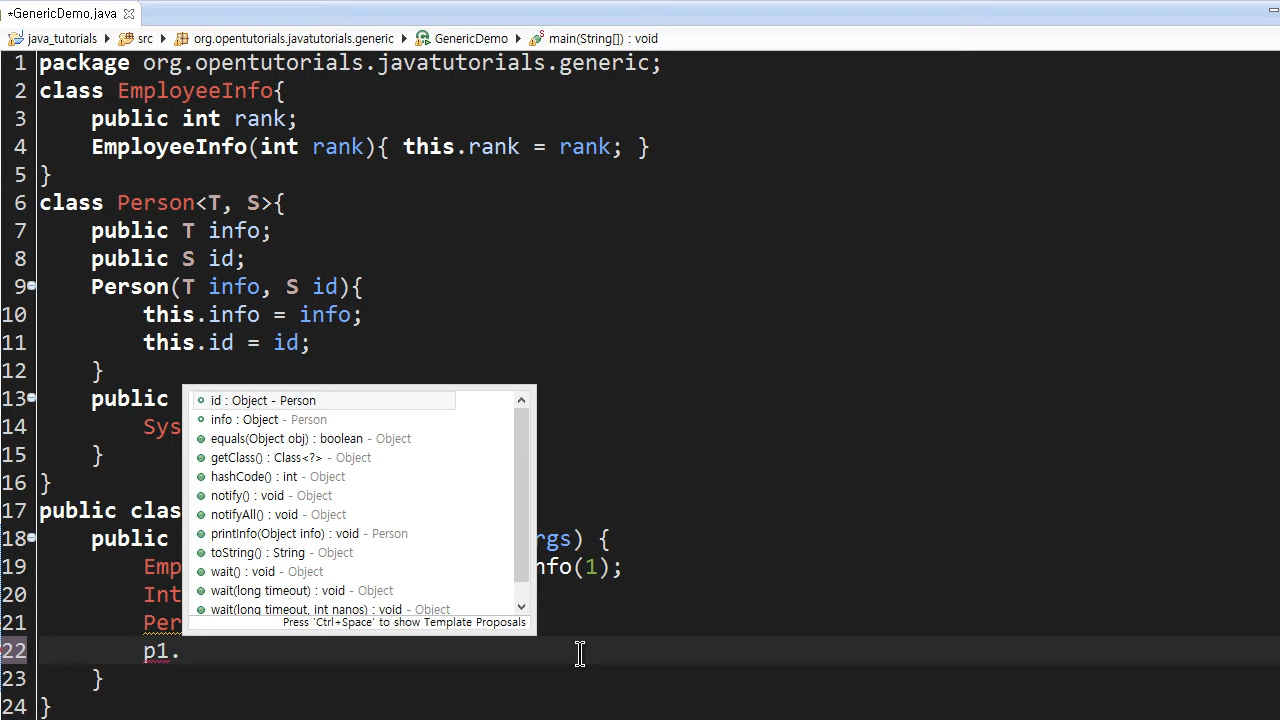 *GenericDemo.java
java_tutorials src org.opentutorials.javatutorials.generic GenericDemo main(String[]) : void
1 package org.opentutorials.javatutorials.generic;
2 class EmployeeInfo{
3 public int rank;
4 EmployeeInfo(int rank){ this.rank = rank; }
5 }
6 class Person<T, S>{
7 public T info;
8 public S id;
9 Person(T info, S id){
10 this.info = info;
11 this.id = id;
12 }
13 public
14 Sys
15 }
16 }
17 public clas
18 public rgs) {
19 Emp nfo(1);
20 Int
21 Per
22 p1.
23 }
24 }
id : Object - Person
info : Object - Person
equals(Object obj) : boolean - Object
getClass() : Class<?> - Object
hashCode() : int - Object
notify() : void - Object
notifyAll() : void - Object
printInfo(Object info) : void - Person
toString() : String - Object
wait() : void - Object
wait(long timeout) : void - Object
wait(long timeout, int nanos) : void - Object
Press 'Ctrl+Space' to show Template Proposals